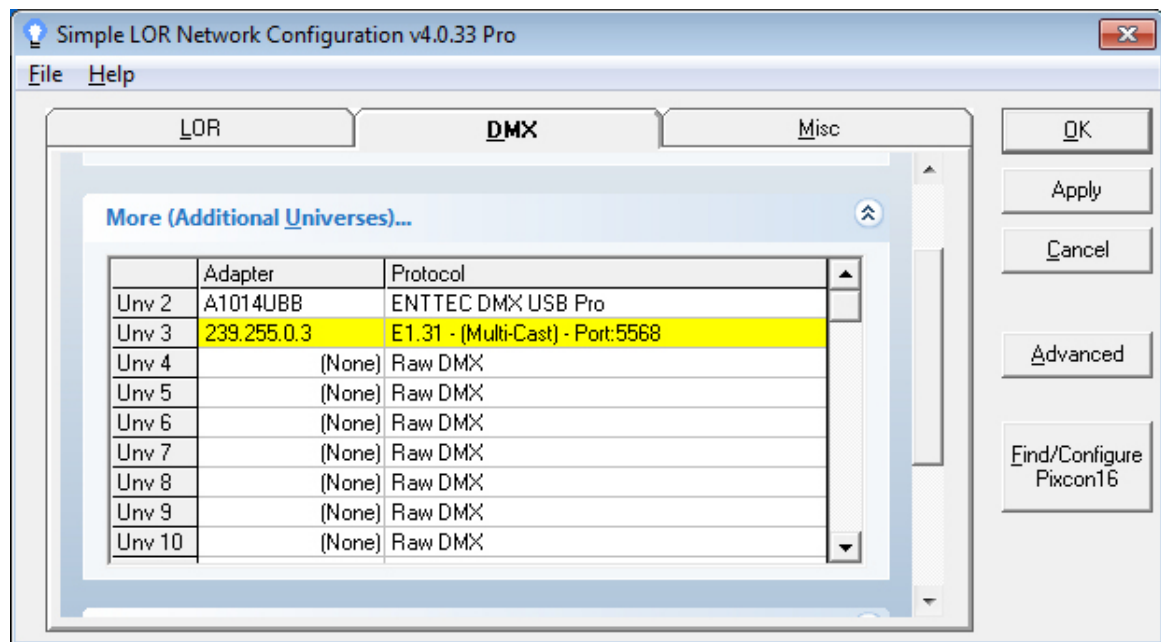 Simple LOR Network Configuration v4.0.33 Pro
File Help
LOR DMX Misc
OK
Apply
Cancel
Advanced
Find/Configure
Pixcon16
More (Additional Universes)...
Adapter Protocol
Unv 2 A1014UBB ENTTEC DMX USB Pro
Unv 3 239.255.0.3 E1.31 - (Multi-Cast) - Port:5568
Unv 4 (None) Raw DMX
Unv 5 (None) Raw DMX
Unv 6 (None) Raw DMX
Unv 7 (None) Raw DMX
Unv 8 (None) Raw DMX
Unv 9 (None) Raw DMX
Unv 10 (None) Raw DMX